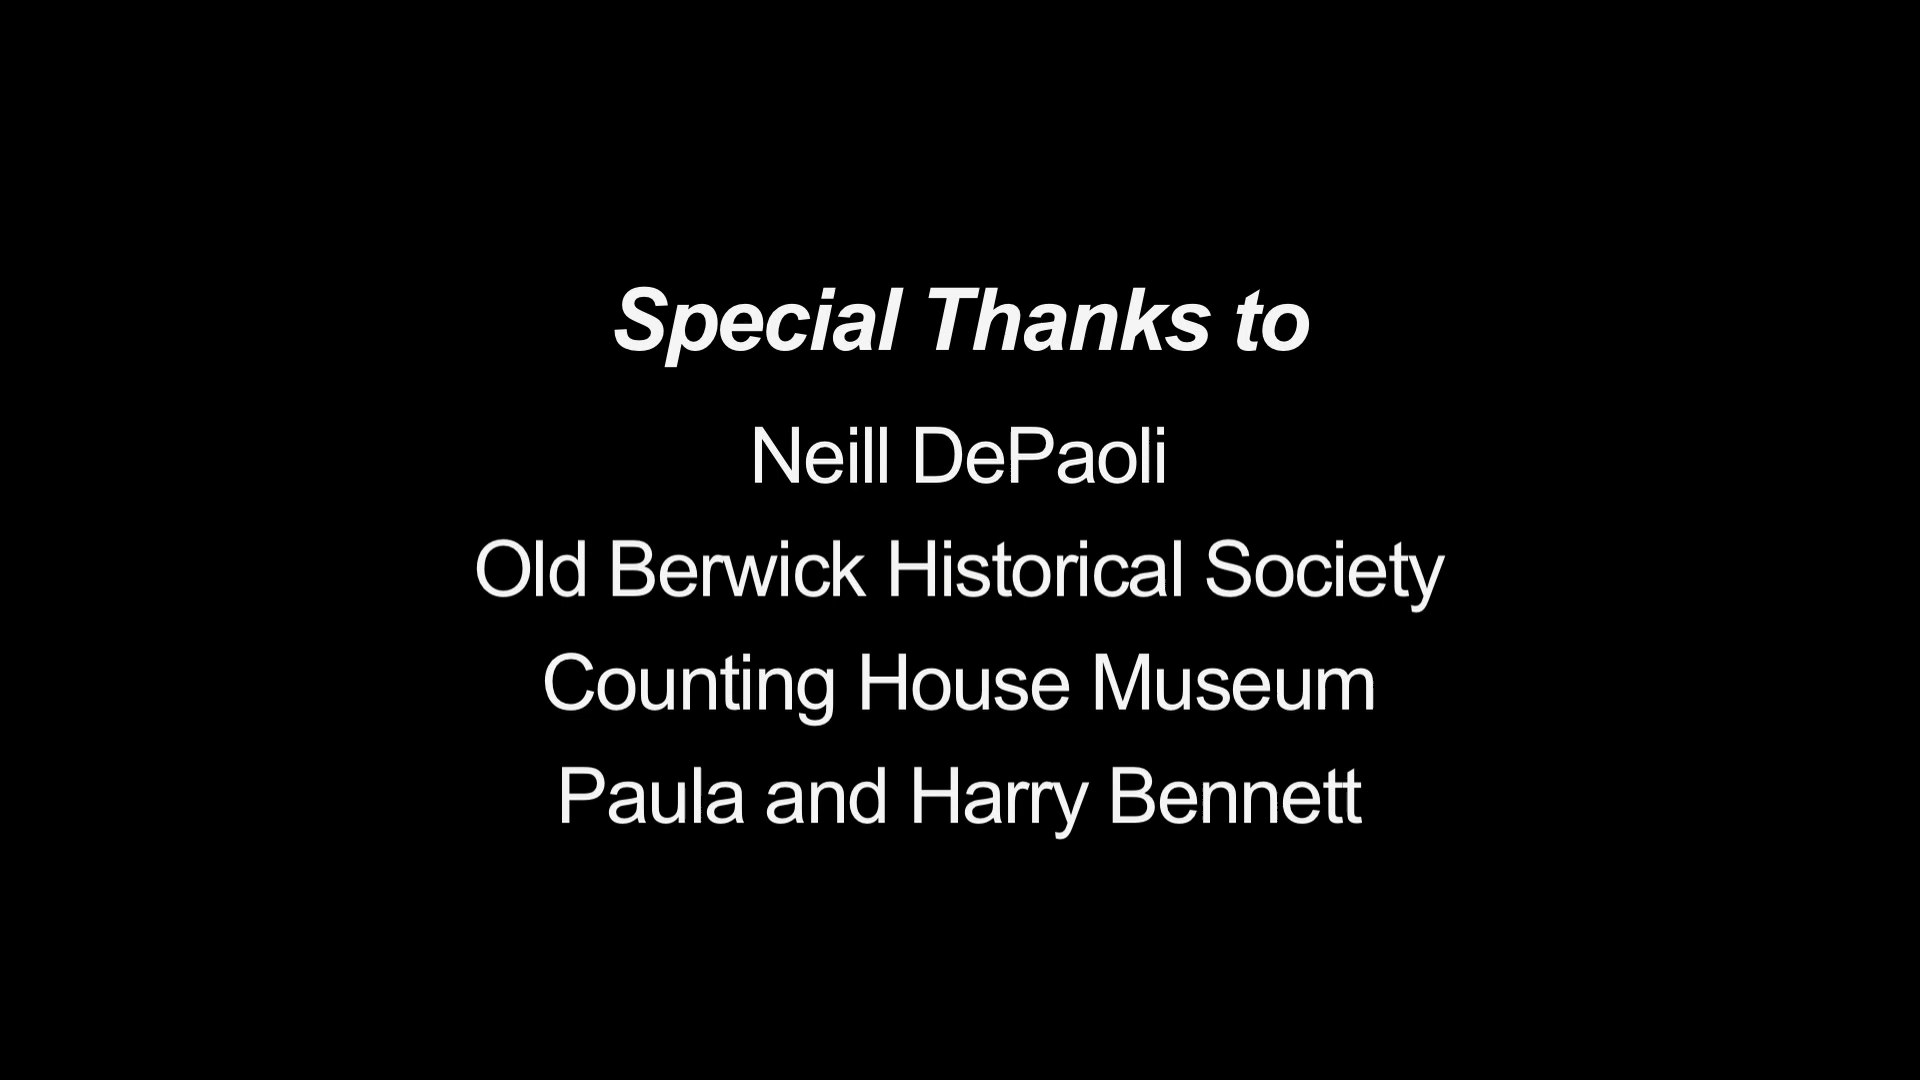 Special Thanks to
Neill DePaoli
Old Berwick Historical Society
Counting House Museum
Paula and Harry Bennett